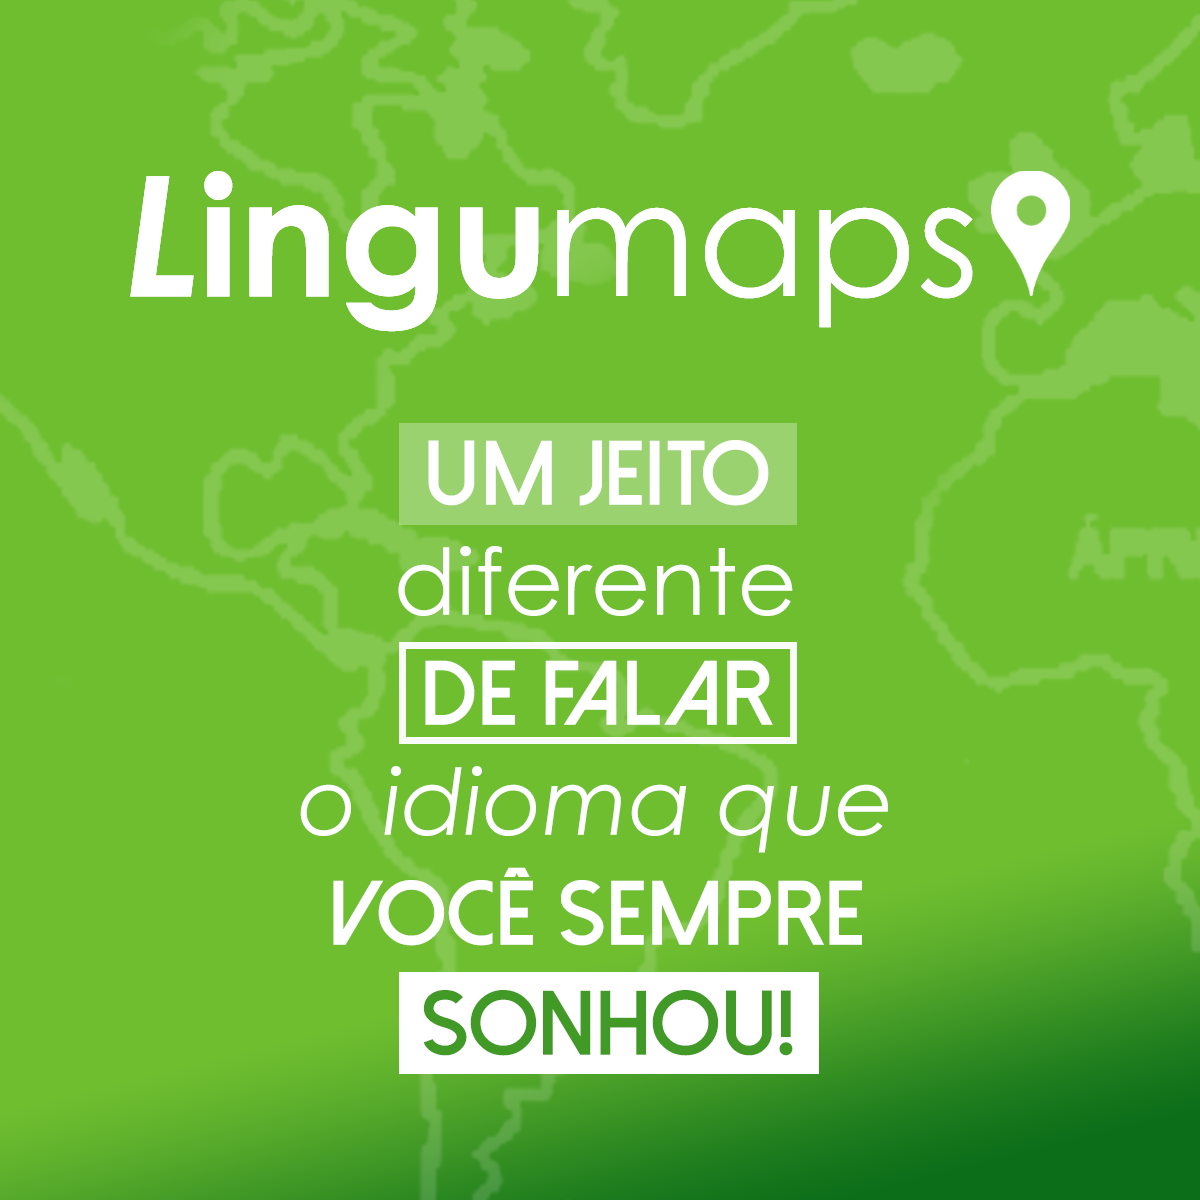 Lingumaps
UM JEITO
diferente
DE FALAR
o idioma que
VOCÊ SEMPRE
SONHOU!